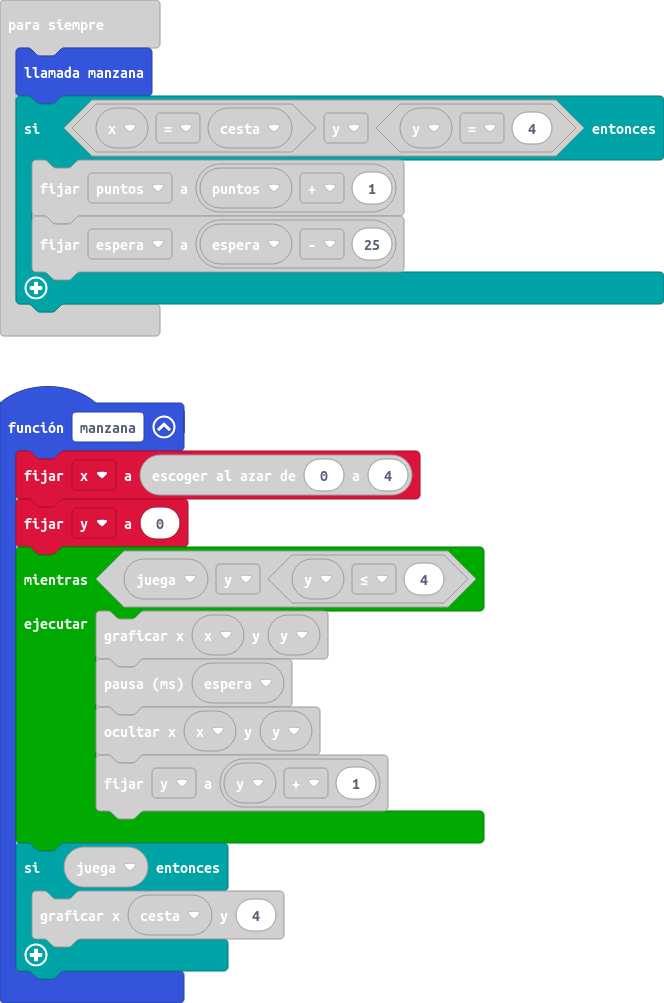 para siempre
llamada manzana
si x = cesta y y = 4 entonces
fijar puntos a puntos + 1
fijar espera a espera - 25
función manzana
fijar x a escoger al azar de 0 a 4
fijar y a 0
mientras juega y y ≤ 4
ejecutar
graficar x x y y
pausa (ms) espera
ocultar x x y y
fijar y a y + 1
si juega entonces
graficar x cesta y 4